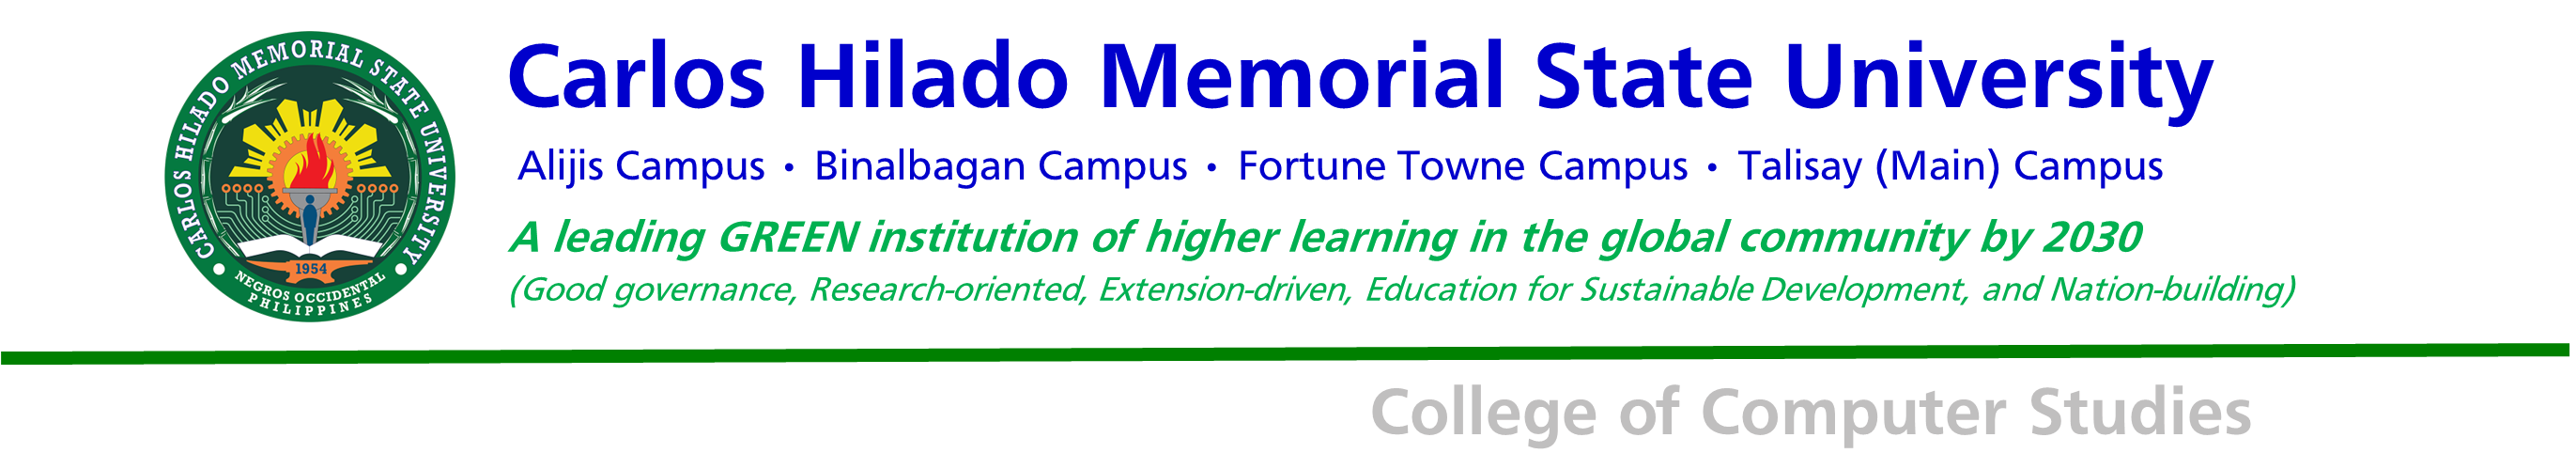 CARLOS HILADO MEMORIAL STATE UNIVERSITY
1954
NEGROS OCCIDENTAL
PHILIPPINES
Carlos Hilado Memorial State University
Alijis Campus • Binalbagan Campus • Fortune Towne Campus • Talisay (Main) Campus
A leading GREEN institution of higher learning in the global community by 2030
(Good governance, Research-oriented, Extension-driven, Education for Sustainable Development, and Nation-building)
College of Computer Studies